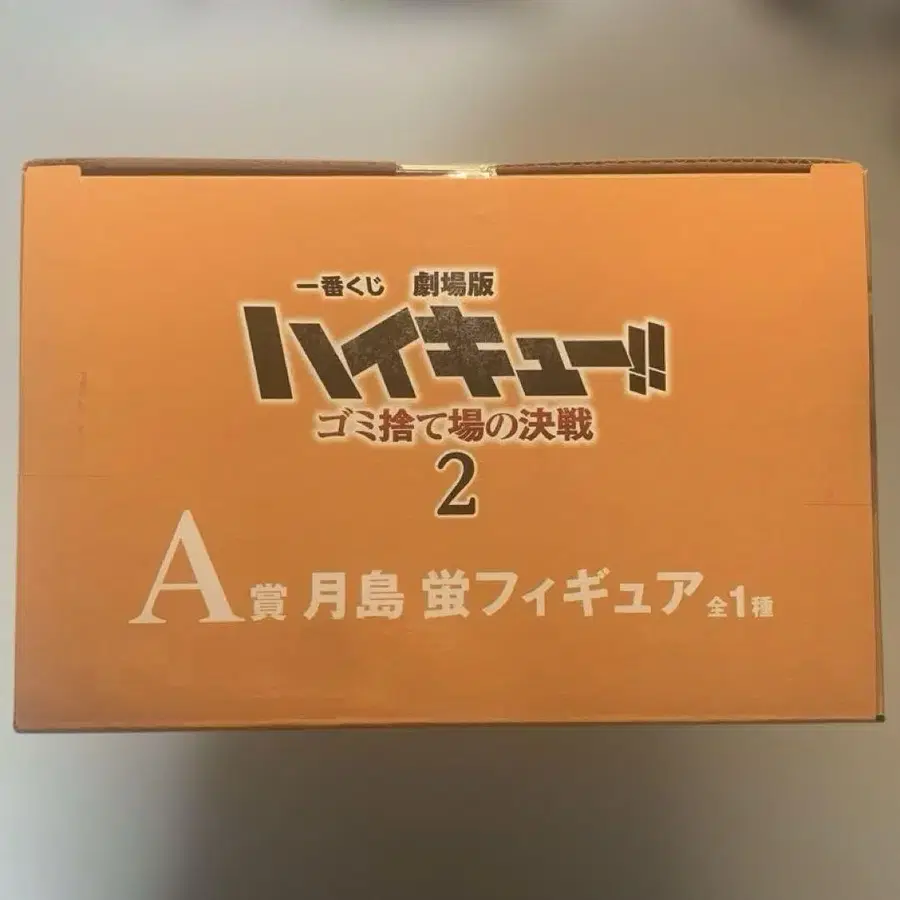 一番くじ 劇場版
ハイキュー!!
ゴミ捨て場の決戦
2
A賞 月島 蛍フィギュア 全1種